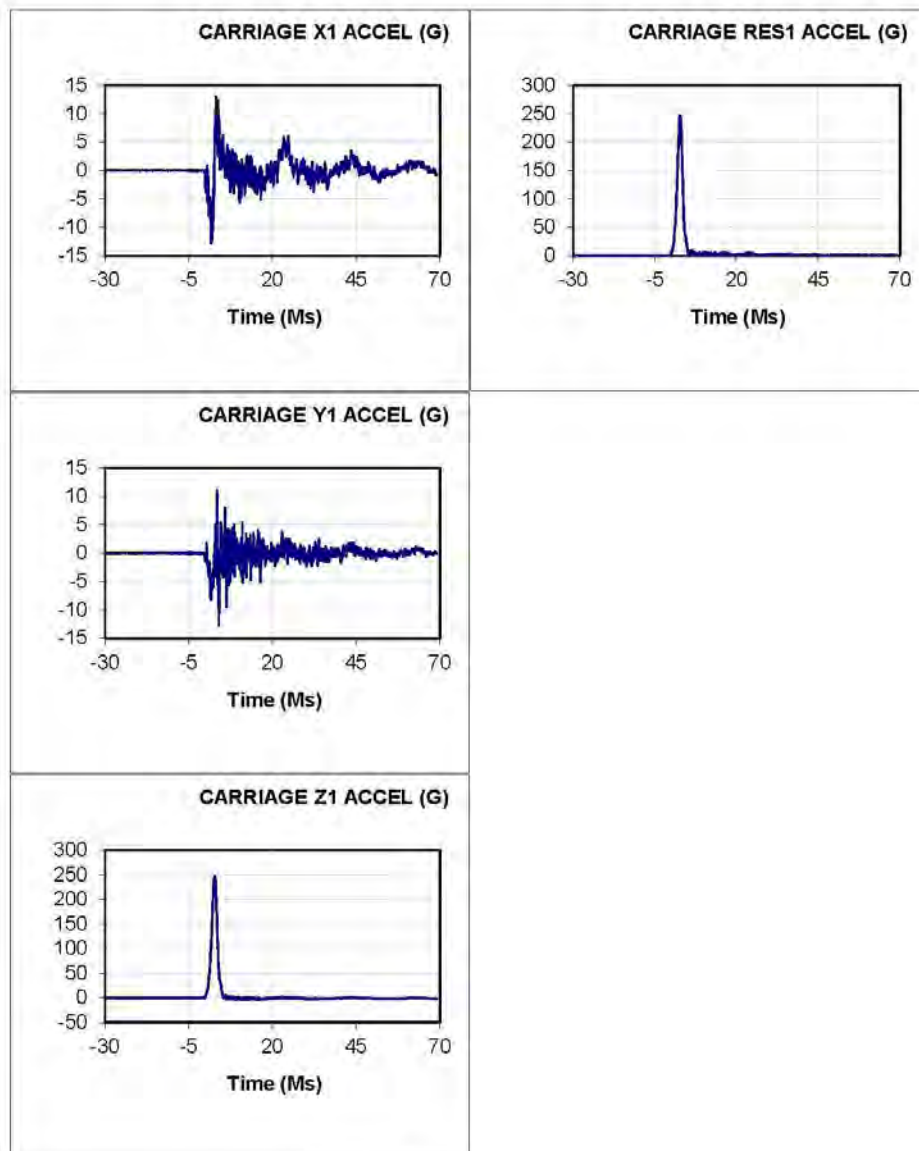 CARRIAGE X1 ACCEL (G)
15
10
5
0
-5
-10
-15
-30 -5 20 45 70
Time (Ms)
CARRIAGE RES1 ACCEL (G)
300
250
200
150
100
50
0
-30 -5 20 45 70
Time (Ms)
CARRIAGE Y1 ACCEL (G)
15
10
5
0
-5
-10
-15
-30 -5 20 45 70
Time (Ms)
CARRIAGE Z1 ACCEL (G)
300
250
200
150
100
50
0
-50
-30 -5 20 45 70
Time (Ms)